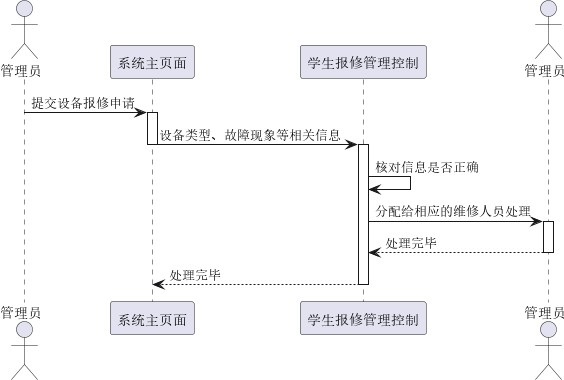 管理员
系统主页面
学生报修管理控制
管理员
提交设备报修申请
设备类型、故障现象等相关信息
核对信息是否正确
分配给相应的维修人员处理
处理完毕
处理完毕
管理员
系统主页面
学生报修管理控制
管理员